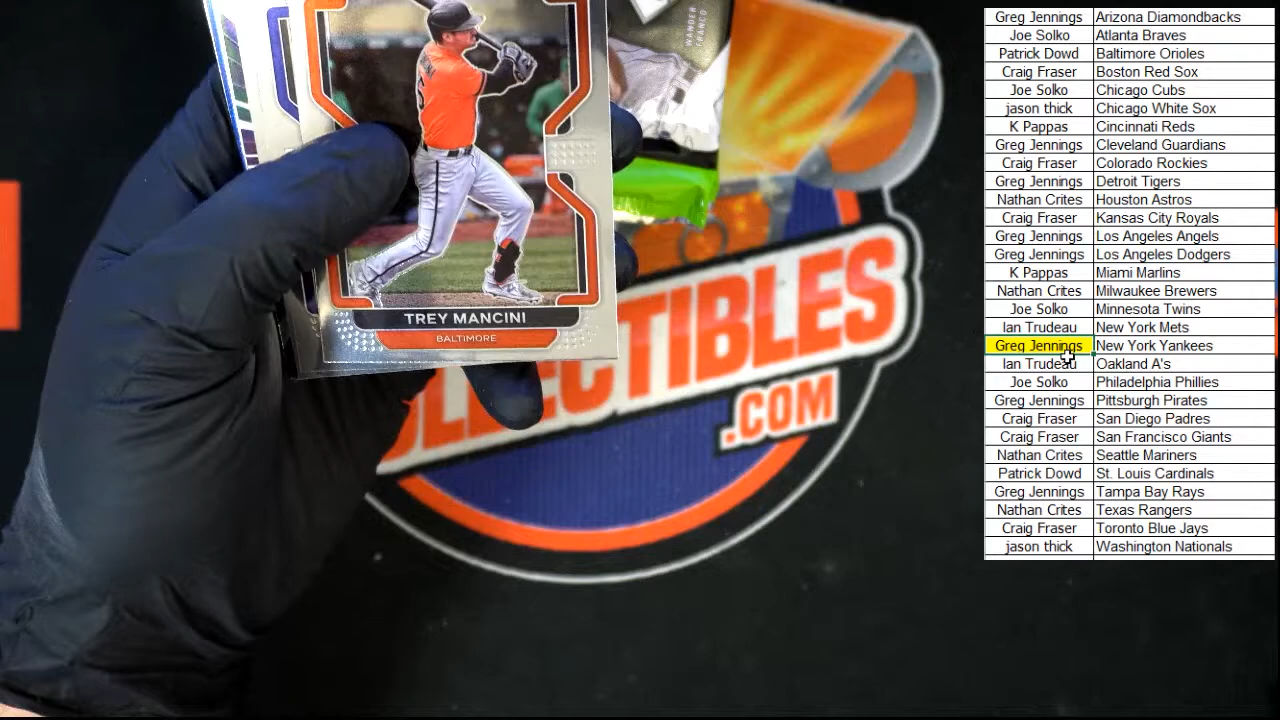 WANDER
FRANCO
TREY MANCINI
BALTIMORE
LECTIBLES
.COM
Greg Jennings Arizona Diamondbacks
Joe Solko Atlanta Braves
Patrick Dowd Baltimore Orioles
Craig Fraser Boston Red Sox
Joe Solko Chicago Cubs
jason thick Chicago White Sox
K Pappas Cincinnati Reds
Greg Jennings Cleveland Guardians
Craig Fraser Colorado Rockies
Greg Jennings Detroit Tigers
Nathan Crites Houston Astros
Craig Fraser Kansas City Royals
Greg Jennings Los Angeles Angels
Greg Jennings Los Angeles Dodgers
K Pappas Miami Marlins
Nathan Crites Milwaukee Brewers
Joe Solko Minnesota Twins
Ian Trudeau New York Mets
Greg Jennings New York Yankees
Ian Trudeau Oakland A's
Joe Solko Philadelphia Phillies
Greg Jennings Pittsburgh Pirates
Craig Fraser San Diego Padres
Craig Fraser San Francisco Giants
Nathan Crites Seattle Mariners
Patrick Dowd St. Louis Cardinals
Greg Jennings Tampa Bay Rays
Nathan Crites Texas Rangers
Craig Fraser Toronto Blue Jays
jason thick Washington Nationals